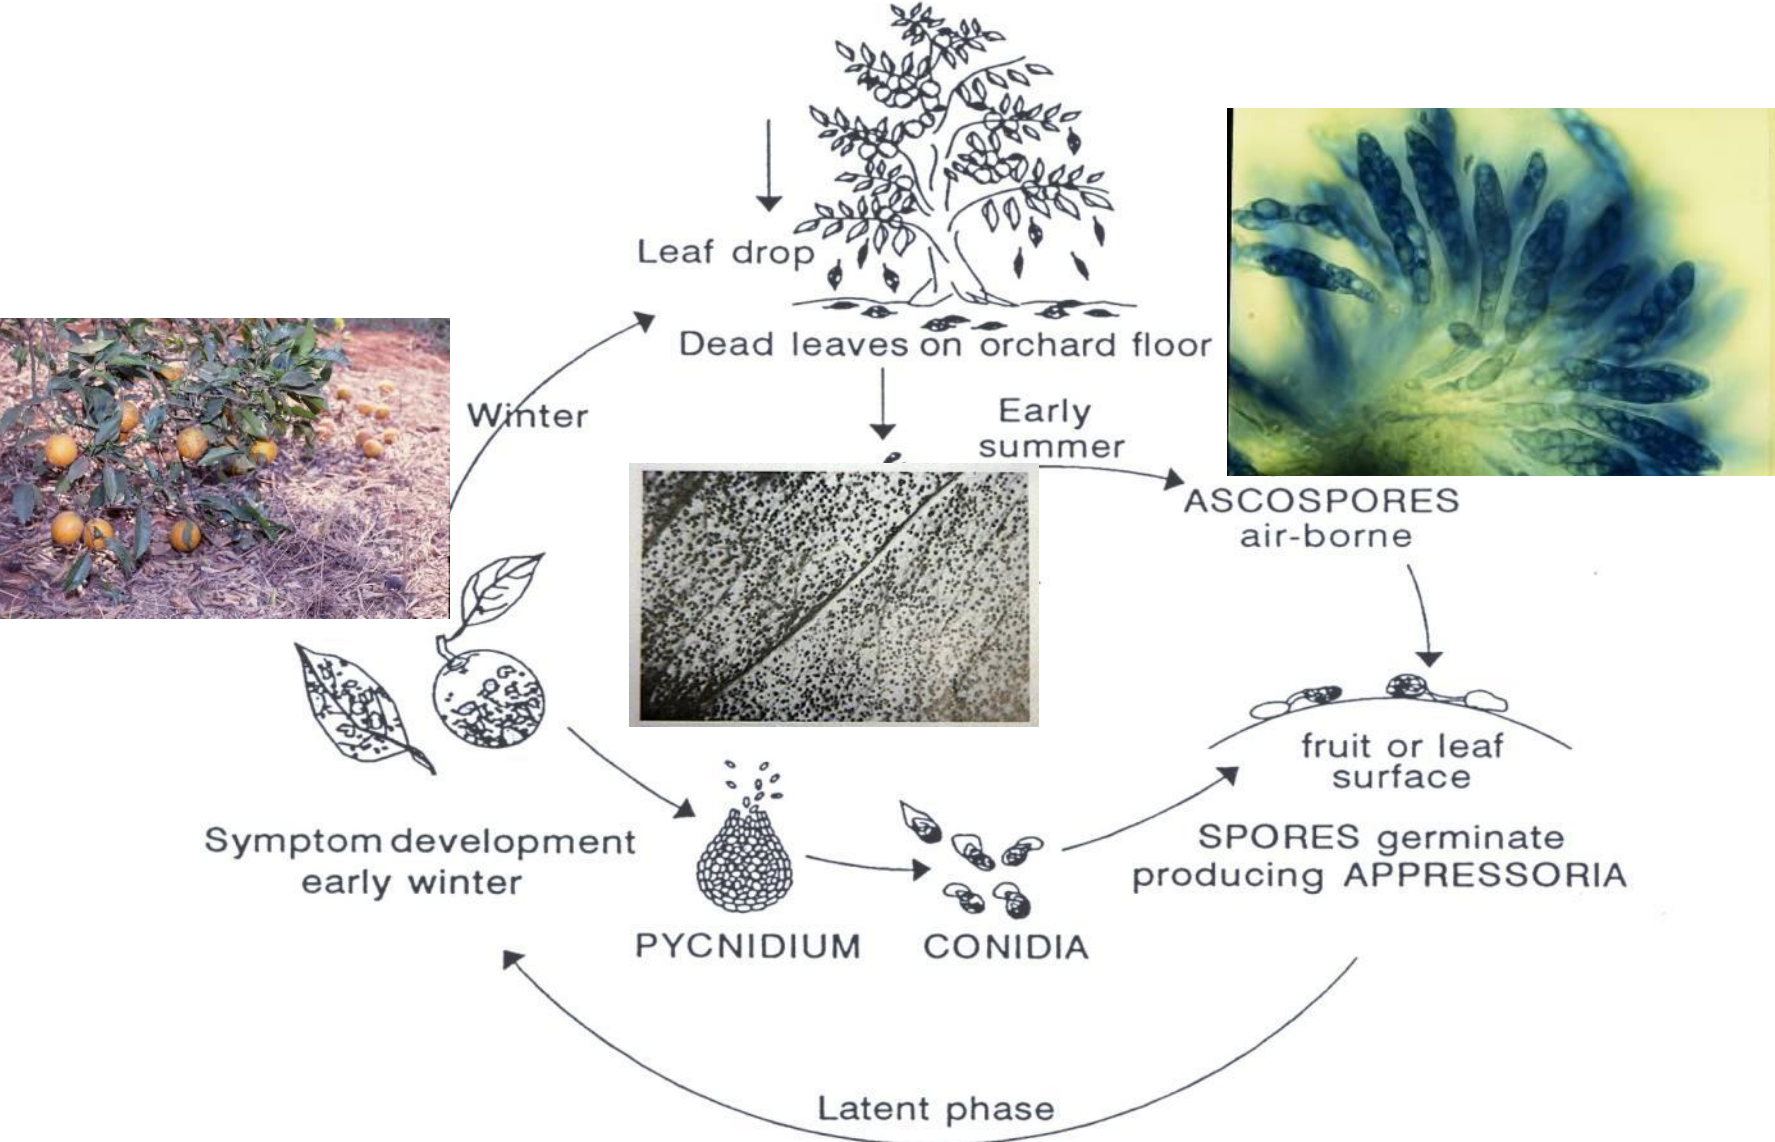 Leaf drop
Dead leaves on orchard floor
Winter
Early
summer
ASCOSPORES
air-borne
fruit or leaf
surface
SPORES germinate
producing APPRESSORIA
Symptom development
early winter
PYCNIDIUM
CONIDIA
Latent phase